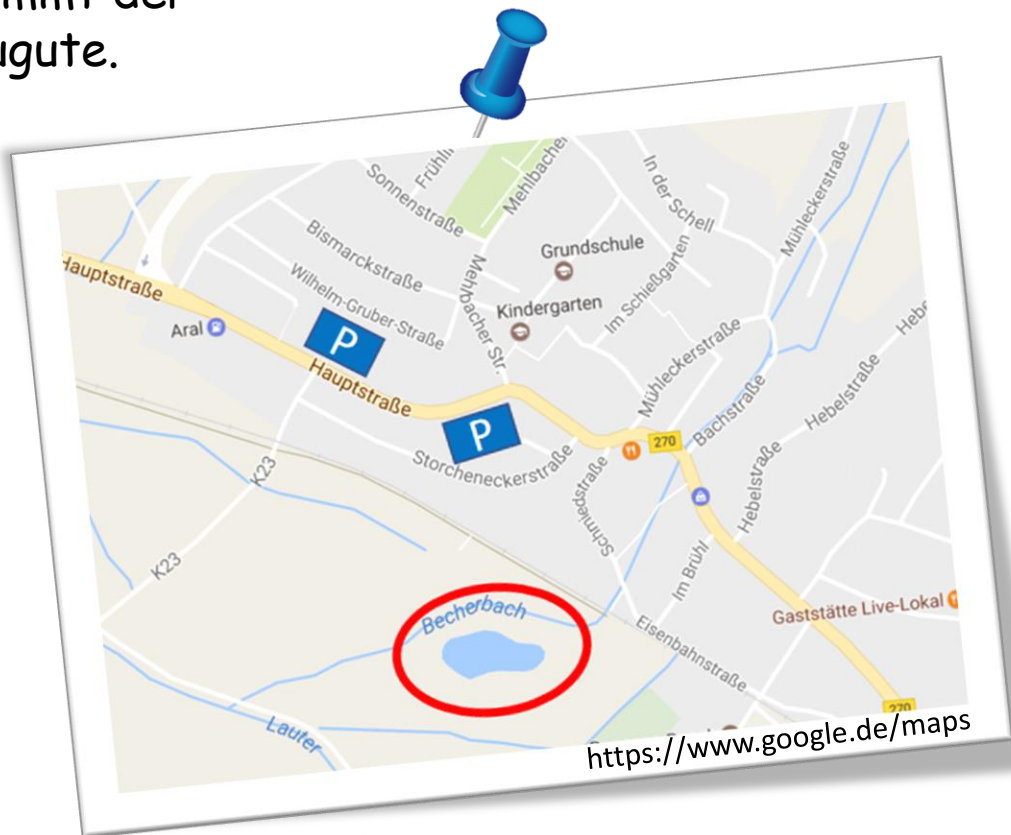 ugute.
Frühli
Mehlbacher
Sonnenstraße
In der Schell
Mühleckerstraße
Bismarckstraße
Grundschule
Hauptstraße
Wilhelm-Gruber-Straße
Mehlbacher Str.
Im Schießgarten
Kindergarten
Aral
P
Hebe
Hauptstraße
Mühleckerstraße
Hebelstraße
Bachstraße
P
270
Storcheneckerstraße
K23
Schmiedstraße
Hebelstraße
Im Brühl
K23
Becherbach
Gaststätte Live-Lokal
Eisenbahnstraße
Lauter
270
https://www.google.de/maps